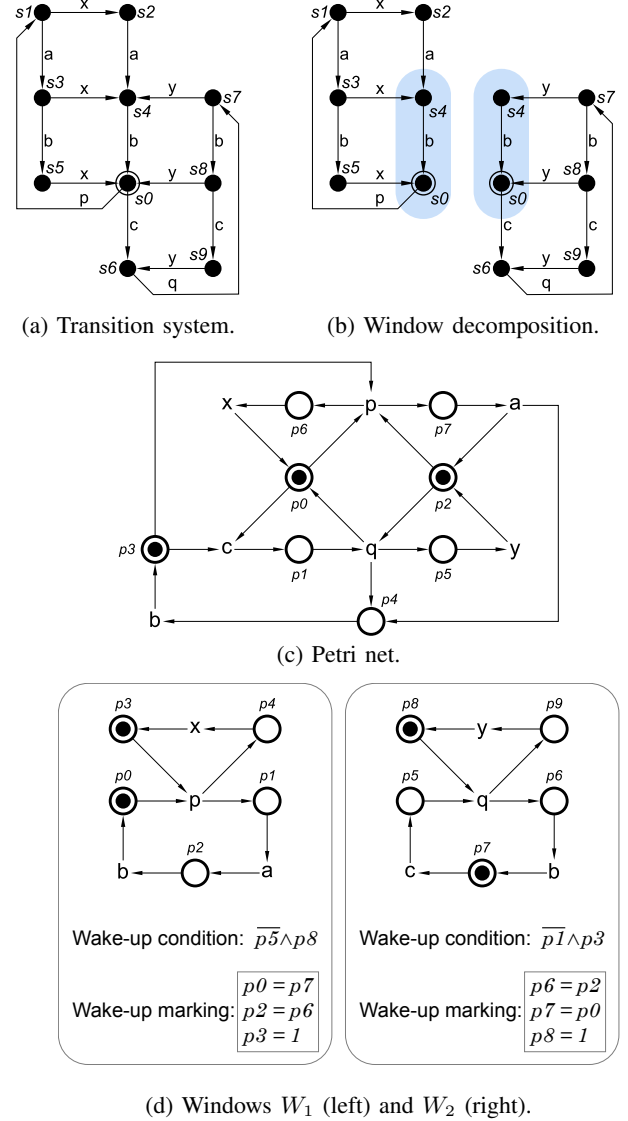 s1 x s2 s1 x s2
a a a a
s3 x s4 y s7 s3 x s4 s4 y s7
b b b b b b b
s5 x s0 y s8 s5 x s0 s0 y s8
p p
c c c c
s6 y s9 s6 y s9
q q
(a) Transition system. (b) Window decomposition.
x p6 p p7 a
p0 p2
p3 c p1 q p5 y
b p4
(c) Petri net.
p3 x p4 p8 y p9
p0 p p1 p5 q p6
p2 p7
b a c b
Wake-up condition: p̅5̅∧p8 Wake-up condition: p̅1̅∧p3
p0 = p7 p6 = p2
Wake-up marking: p2 = p6 Wake-up marking: p7 = p0
p3 = 1 p8 = 1
(d) Windows W₁ (left) and W₂ (right).